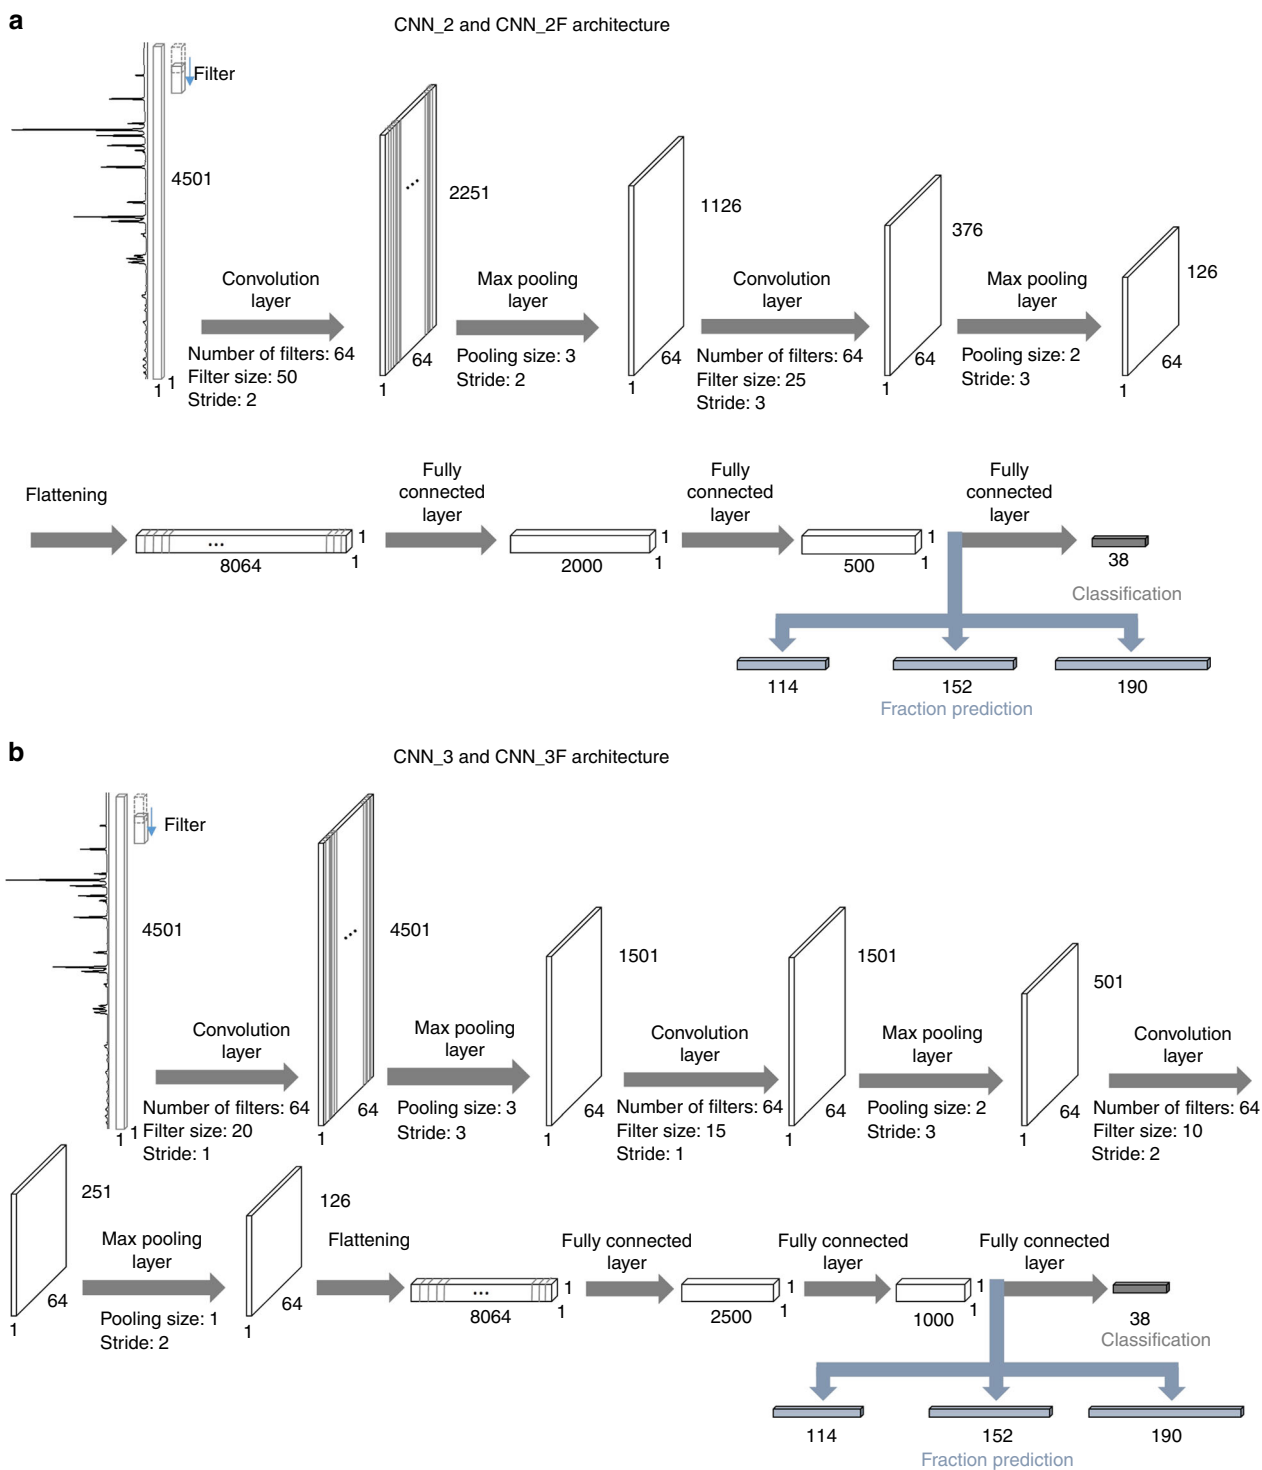 a
CNN_2 and CNN_2F architecture
Filter
4501
2251
1126
376
126
Convolution
layer
Max pooling
layer
Convolution
layer
Max pooling
layer
Number of filters: 64
Filter size: 50
Stride: 2
1 1
64
1
Pooling size: 3
Stride: 2
64
1
Number of filters: 64
Filter size: 25
Stride: 3
64
1
Pooling size: 2
Stride: 3
64
1
Flattening
...
8064
1
1
Fully
connected
layer
2000
1
1
Fully
connected
layer
500
1
1
Fully
connected
layer
38
Classification
114
152
190
Fraction prediction
b
CNN_3 and CNN_3F architecture
Filter
4501
4501
1501
1501
501
Convolution
layer
Max pooling
layer
Convolution
layer
Max pooling
layer
Convolution
layer
1 1
Number of filters: 64
Filter size: 20
Stride: 1
64
1
Pooling size: 3
Stride: 3
64
1
Number of filters: 64
Filter size: 15
Stride: 1
64
1
Pooling size: 2
Stride: 3
64
1
Number of filters: 64
Filter size: 10
Stride: 2
251
64
1
Max pooling
layer
Pooling size: 1
Stride: 2
126
64
1
Flattening
...
8064
1
1
Fully connected
layer
2500
1
1
Fully connected
layer
1000
1
1
Fully connected
layer
38
Classification
114
152
190
Fraction prediction